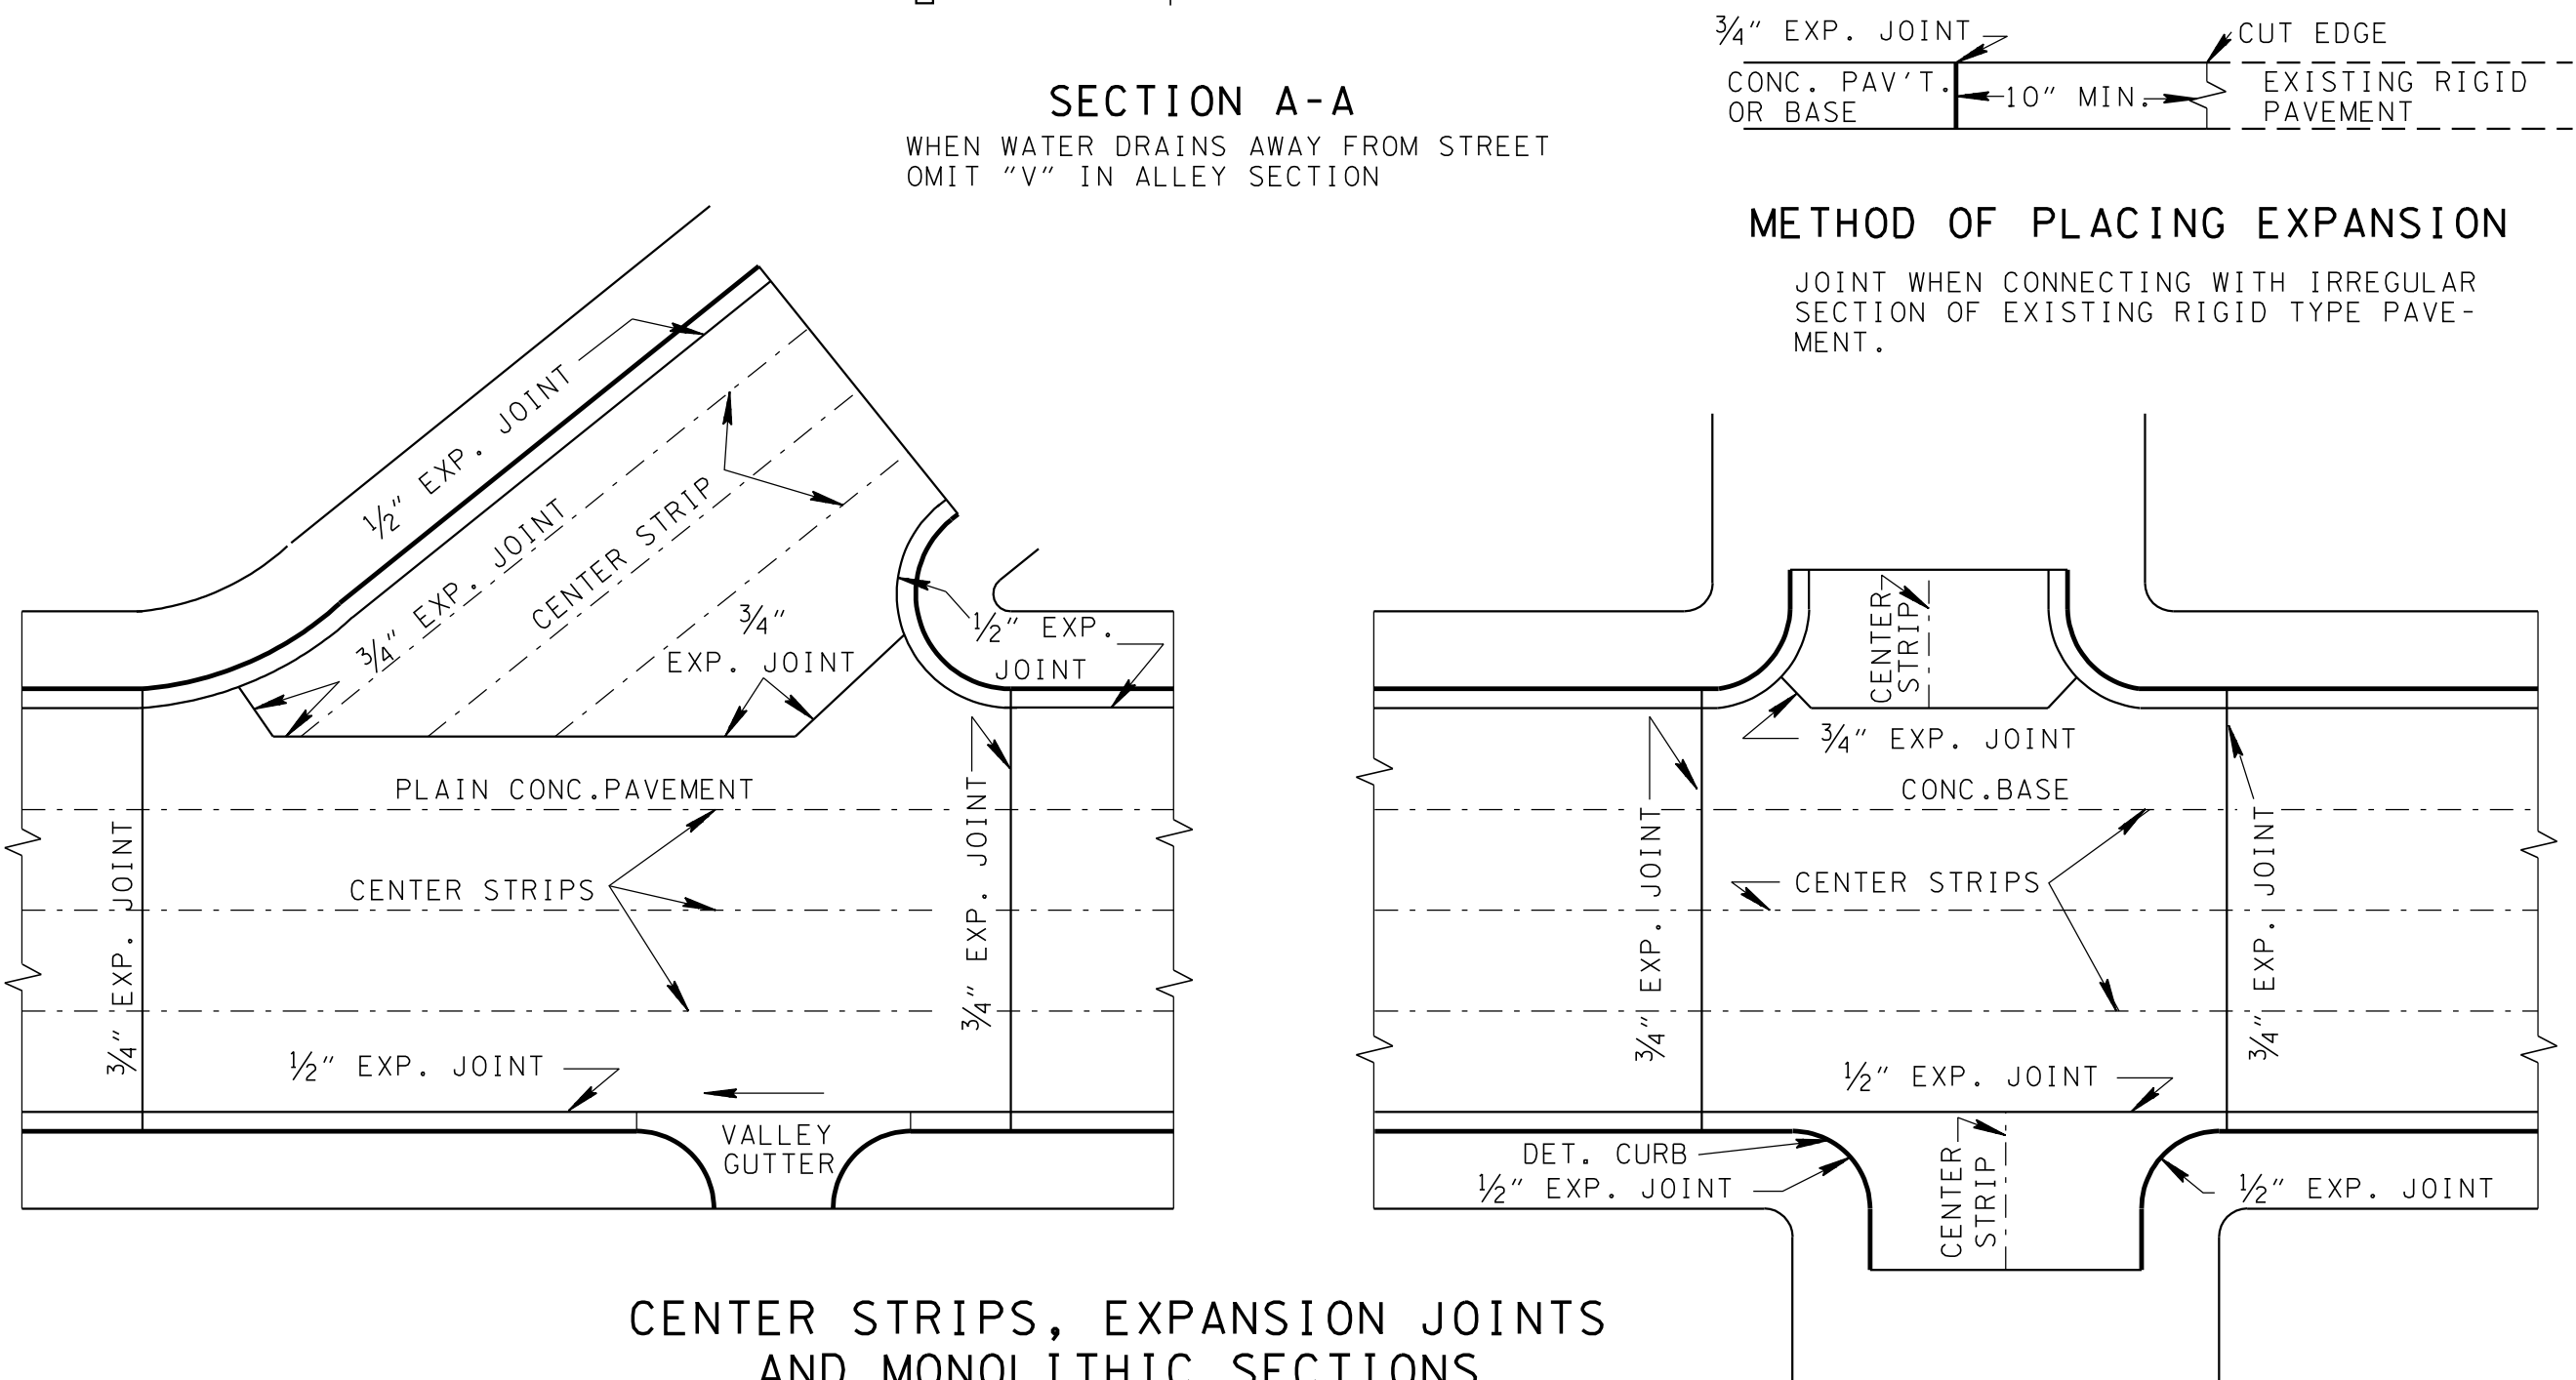 ¾" EXP. JOINT
CUT EDGE
CONC. PAV'T.
OR BASE
10" MIN.
EXISTING RIGID
PAVEMENT
SECTION A-A
WHEN WATER DRAINS AWAY FROM STREET
OMIT "V" IN ALLEY SECTION
METHOD OF PLACING EXPANSION
JOINT WHEN CONNECTING WITH IRREGULAR
SECTION OF EXISTING RIGID TYPE PAVE-
MENT.
½" EXP. JOINT
¾" EXP. JOINT
CENTER STRIP
¾"
EXP. JOINT
½" EXP.
JOINT
PLAIN CONC.PAVEMENT
¾" EXP. JOINT
CENTER STRIPS
¾" EXP. JOINT
½" EXP. JOINT
VALLEY
GUTTER
CENTER
STRIP
¾" EXP. JOINT
CONC.BASE
¾" EXP. JOINT
CENTER STRIPS
¾" EXP. JOINT
½" EXP. JOINT
DET. CURB
½" EXP. JOINT
CENTER
STRIP
½" EXP. JOINT
CENTER STRIPS, EXPANSION JOINTS
AND MONOLITHIC SECTIONS